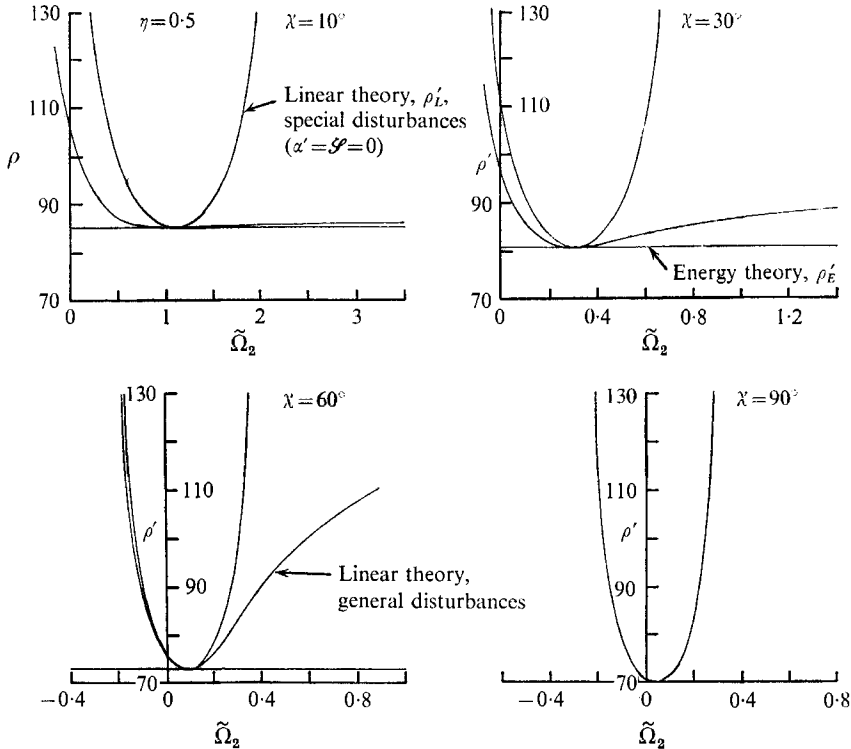 130
η=0·5
χ=10°
110
Linear theory, ρ′L,
special disturbances
(α′=𝒮=0)
ρ
90
70
0
1
2
3
Ω̃₂
130
χ=30°
110
ρ′
90
Energy theory, ρ′E
70
0
0·4
0·8
1·2
Ω̃₂
130
χ=60°
110
ρ′
90
Linear theory,
general disturbances
70
−0·4
0
0·4
0·8
Ω̃₂
130
χ=90°
110
ρ′
90
70
−0·4
0
0·4
0·8
Ω̃₂